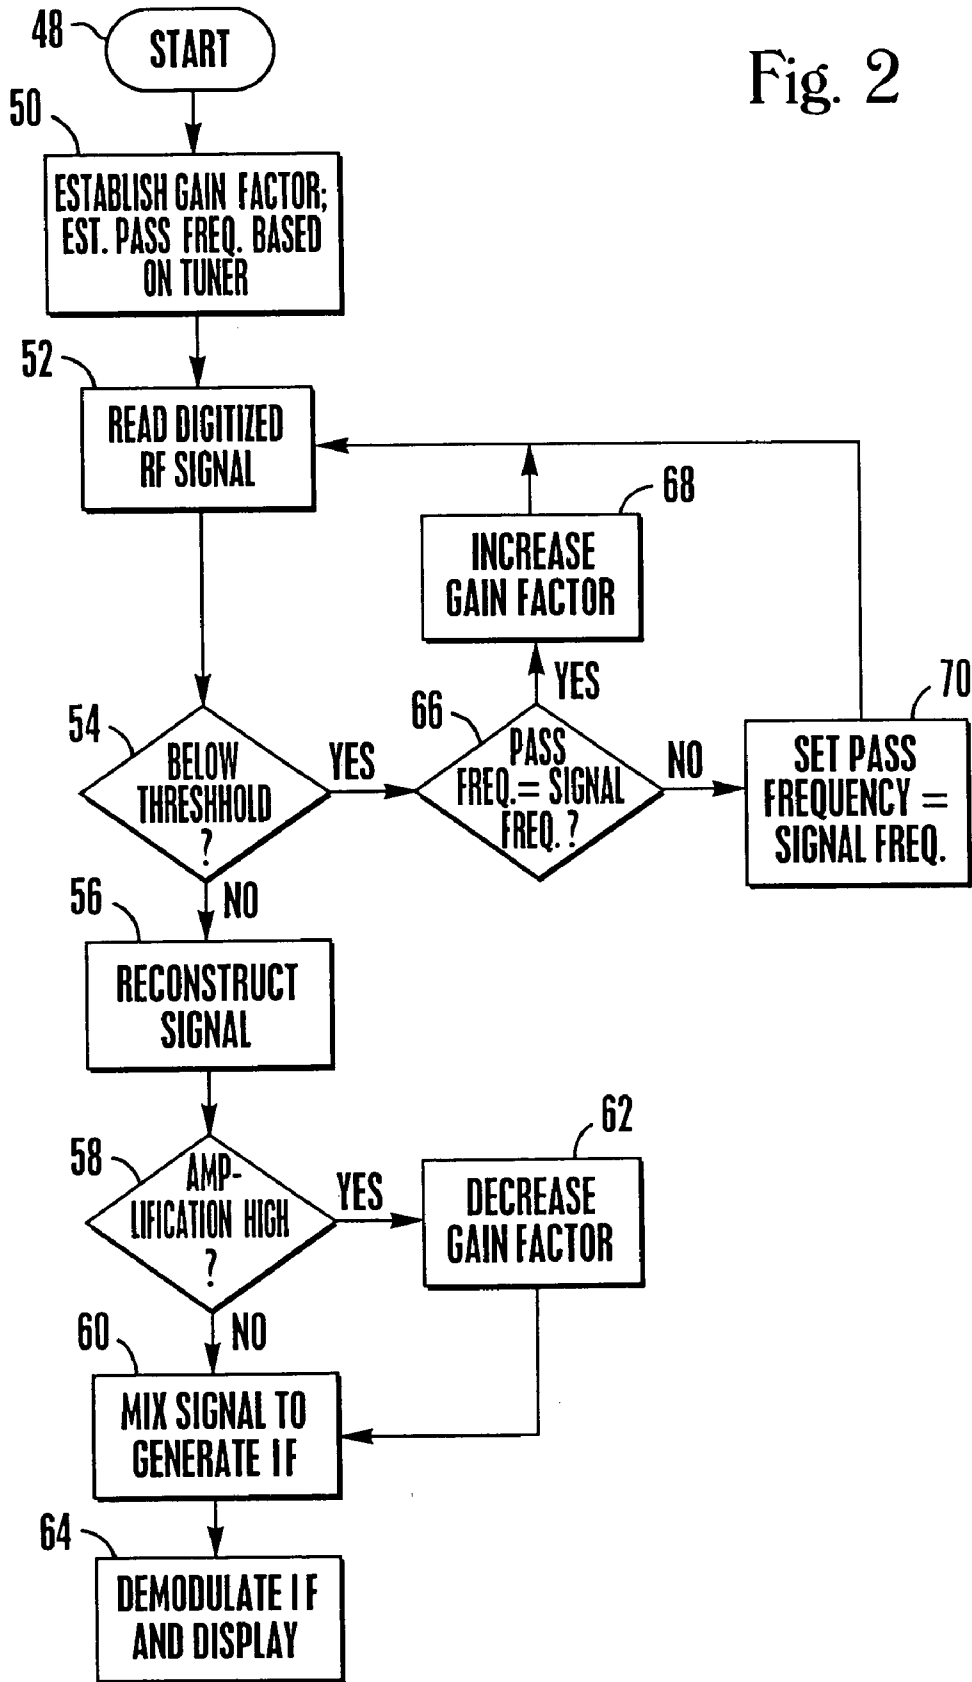 Fig. 2
48
START
50
ESTABLISH GAIN FACTOR;
EST. PASS FREQ. BASED
ON TUNER
52
READ DIGITIZED
RF SIGNAL
68
INCREASE
GAIN FACTOR
54
BELOW
THRESHHOLD
?
YES
66
PASS
FREQ.= SIGNAL
FREQ. ?
YES
NO
70
SET PASS
FREQUENCY =
SIGNAL FREQ.
NO
56
RECONSTRUCT
SIGNAL
58
AMP-
LIFICATION HIGH
?
YES
62
DECREASE
GAIN FACTOR
NO
60
MIX SIGNAL TO
GENERATE IF
64
DEMODULATE IF
AND DISPLAY